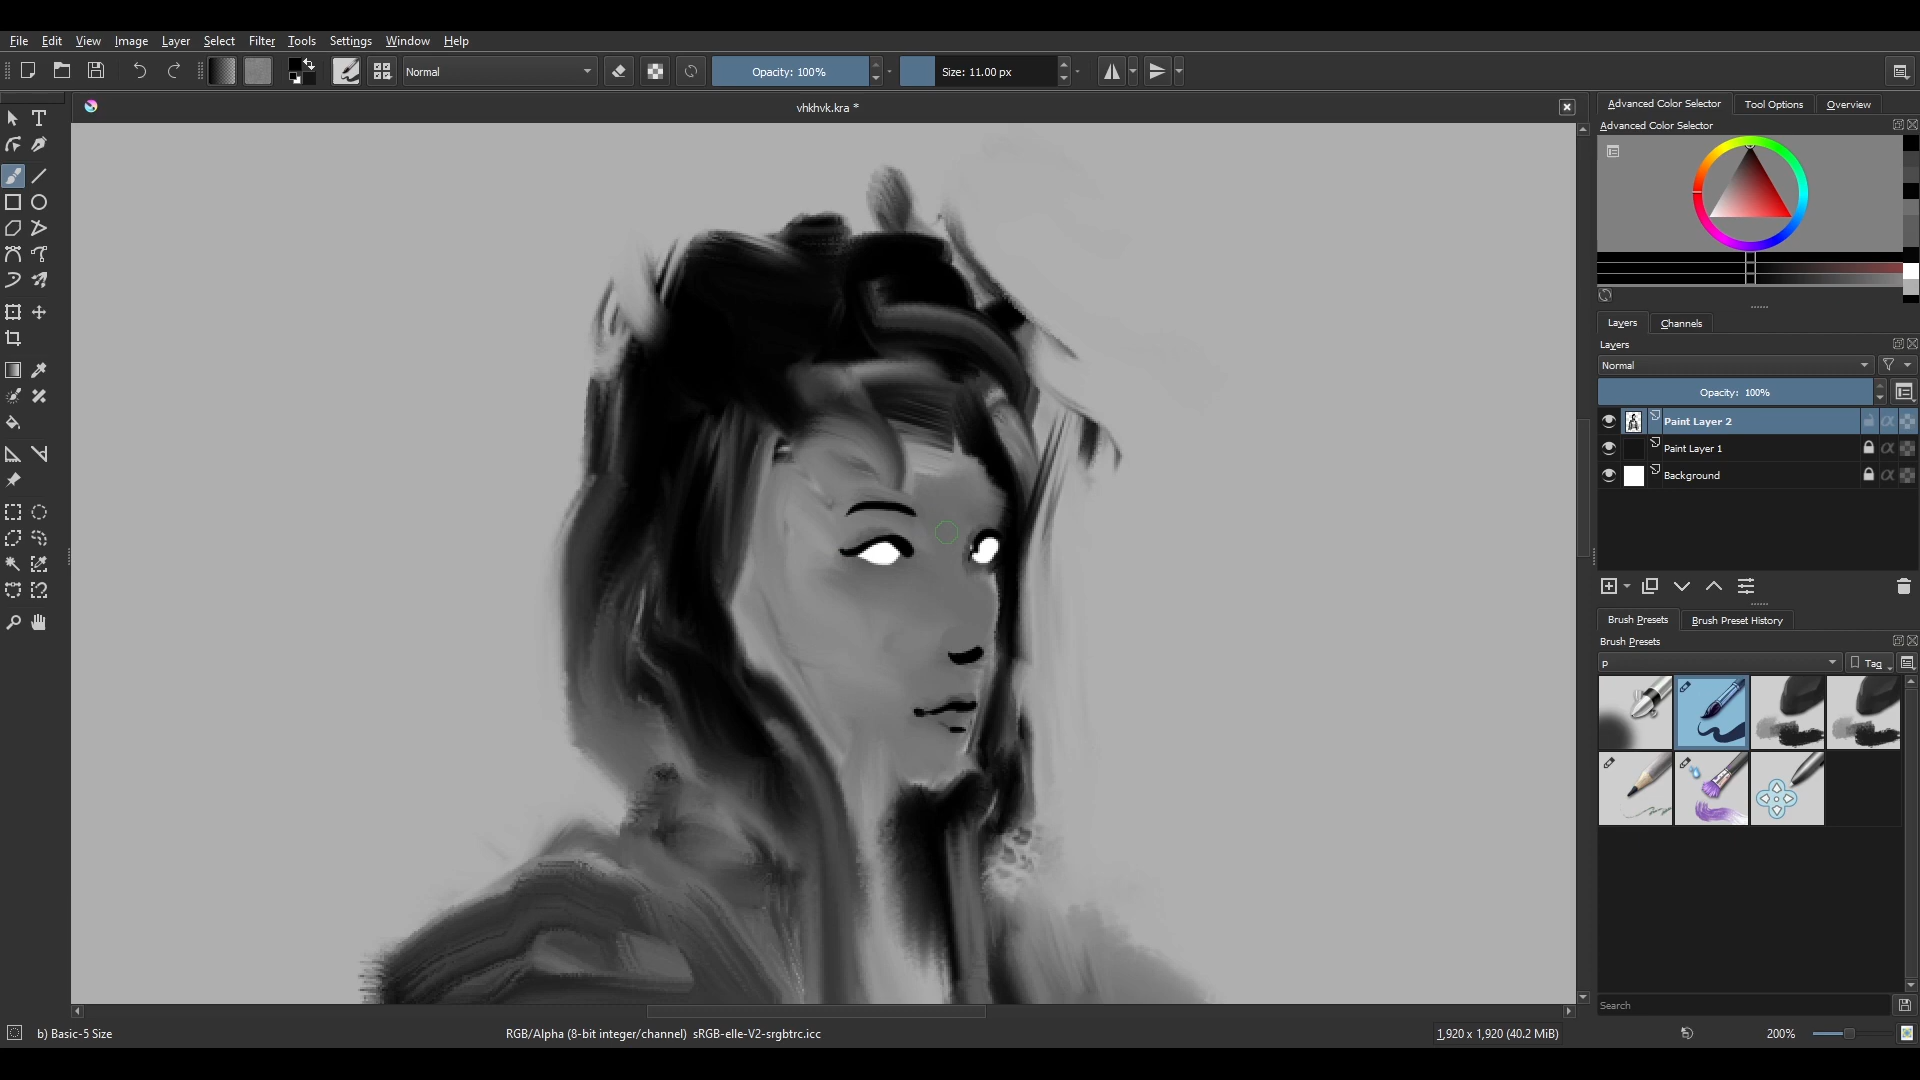 File Edit View Image Layer Select Filter Tools Settings Window Help
Normal
Opacity: 100%
Size: 11.00 px
vhkhvk.kra *
Advanced Color Selector
Tool Options
Overview
Advanced Color Selector
Layers
Channels
Layers
Normal
Opacity: 100%
Paint Layer 2
Paint Layer 1
Background
Brush Presets
Brush Preset History
Brush Presets
p
Tag
Search
b) Basic-5 Size
RGB/Alpha (8-bit integer/channel) sRGB-elle-V2-srgbtrc.icc
1,920 x 1,920 (40.2 MiB)
200%